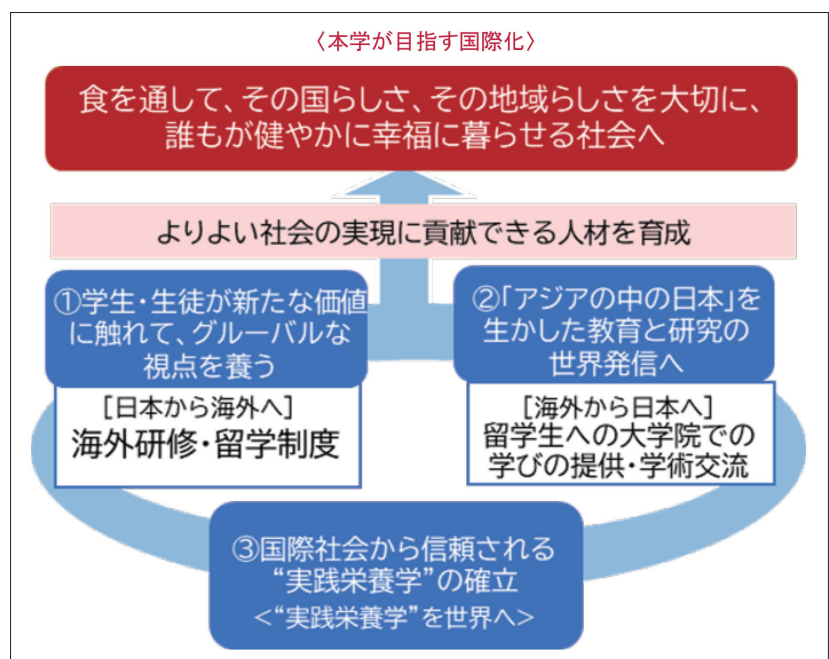 〈本学が目指す国際化〉
食を通して、その国らしさ、その地域らしさを大切に、
誰もが健やかに幸福に暮らせる社会へ
よりよい社会の実現に貢献できる人材を育成
①学生・生徒が新たな価値
に触れて、グルーバルな
視点を養う
[日本から海外へ]
海外研修・留学制度
②「アジアの中の日本」を
生かした教育と研究の
世界発信へ
[海外から日本へ]
留学生への大学院での
学びの提供・学術交流
③国際社会から信頼される
“実践栄養学”の確立
<“実践栄養学”を世界へ>